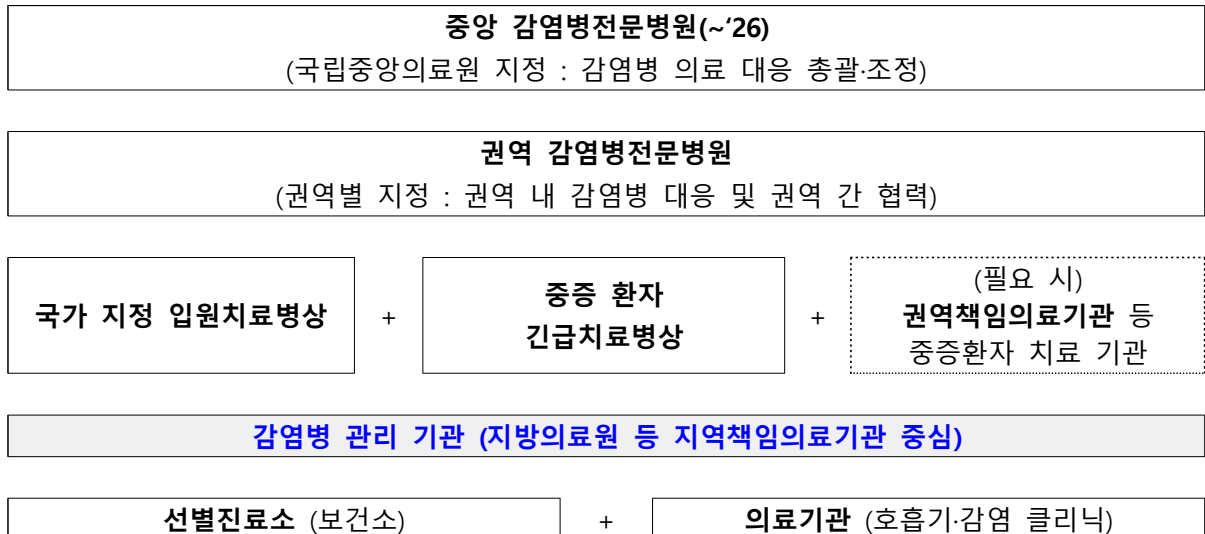 중앙 감염병전문병원(~‘26)
(국립중앙의료원 지정 : 감염병 의료 대응 총괄·조정)
권역 감염병전문병원
(권역별 지정 : 권역 내 감염병 대응 및 권역 간 협력)
국가 지정 입원치료병상
+
중증 환자
긴급치료병상
+
(필요 시)
권역책임의료기관 등
중증환자 치료 기관
감염병 관리 기관 (지방의료원 등 지역책임의료기관 중심)
선별진료소 (보건소)
+
의료기관 (호흡기·감염 클리닉)